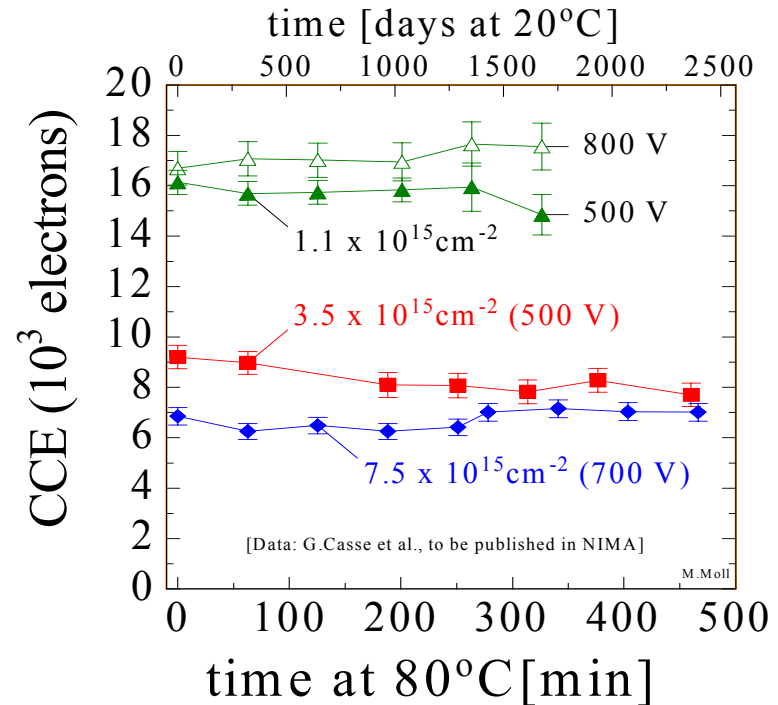 time [days at 20ºC]
0 500 1000 1500 2000 2500
CCE (10³ electrons)
20
18
16
14
12
10
8
6
4
2
0
800 V
500 V
1.1 x 10¹⁵cm⁻²
3.5 x 10¹⁵cm⁻² (500 V)
7.5 x 10¹⁵cm⁻² (700 V)
[Data: G.Casse et al., to be published in NIMA]
M.Moll
0 100 200 300 400 500
time at 80ºC[min]